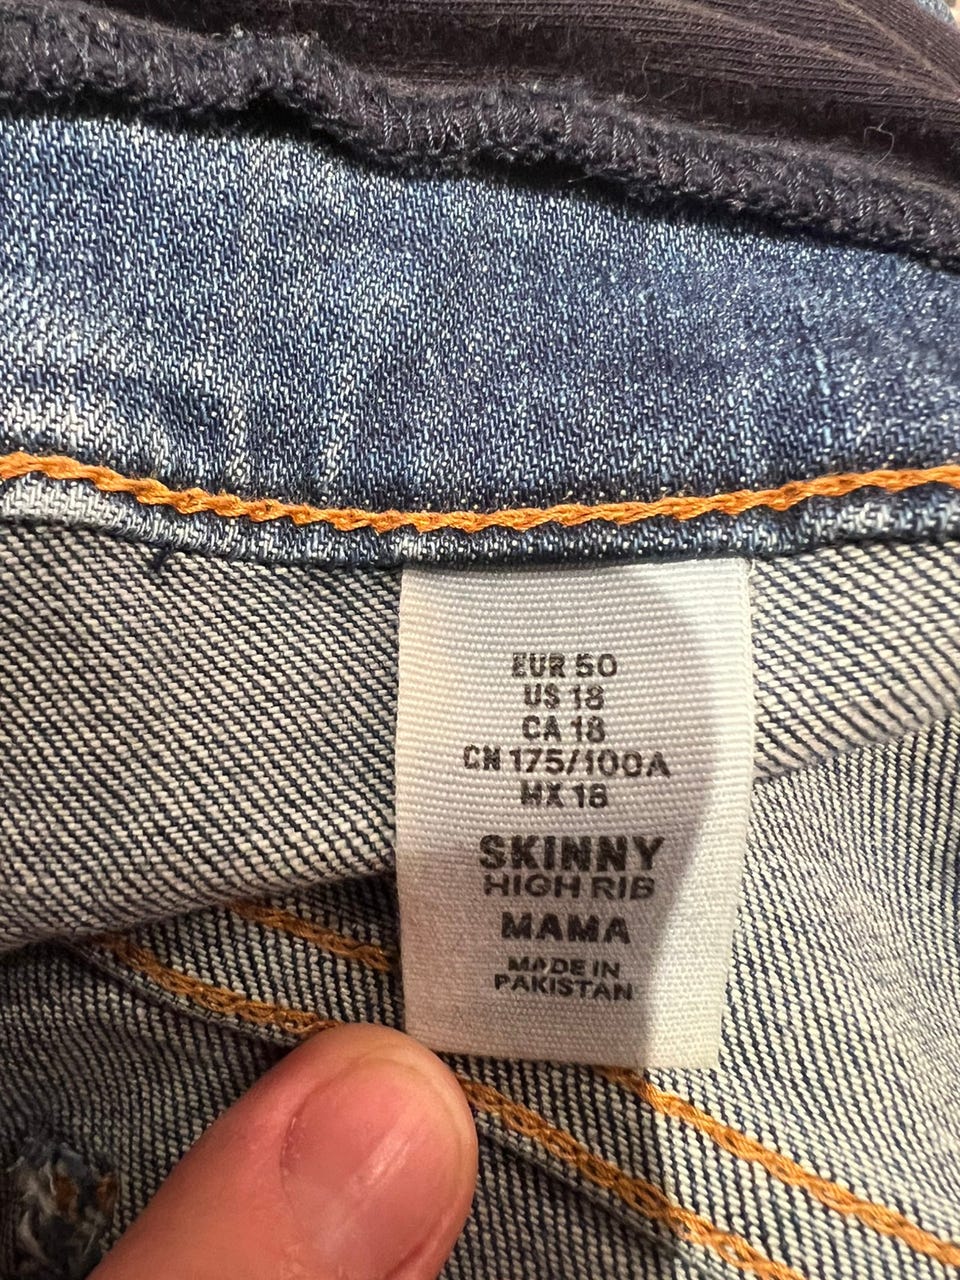 EUR 50
US 18
CA 18
CN 175/100A
MX 18
SKINNY
HIGH RIB
MAMA
MADE IN
PAKISTAN